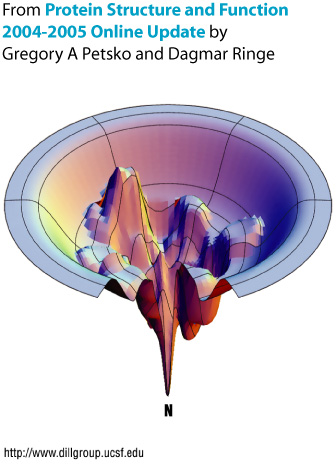 From Protein Structure and Function
2004-2005 Online Update by
Gregory A Petsko and Dagmar Ringe
N
http://www.dillgroup.ucsf.edu